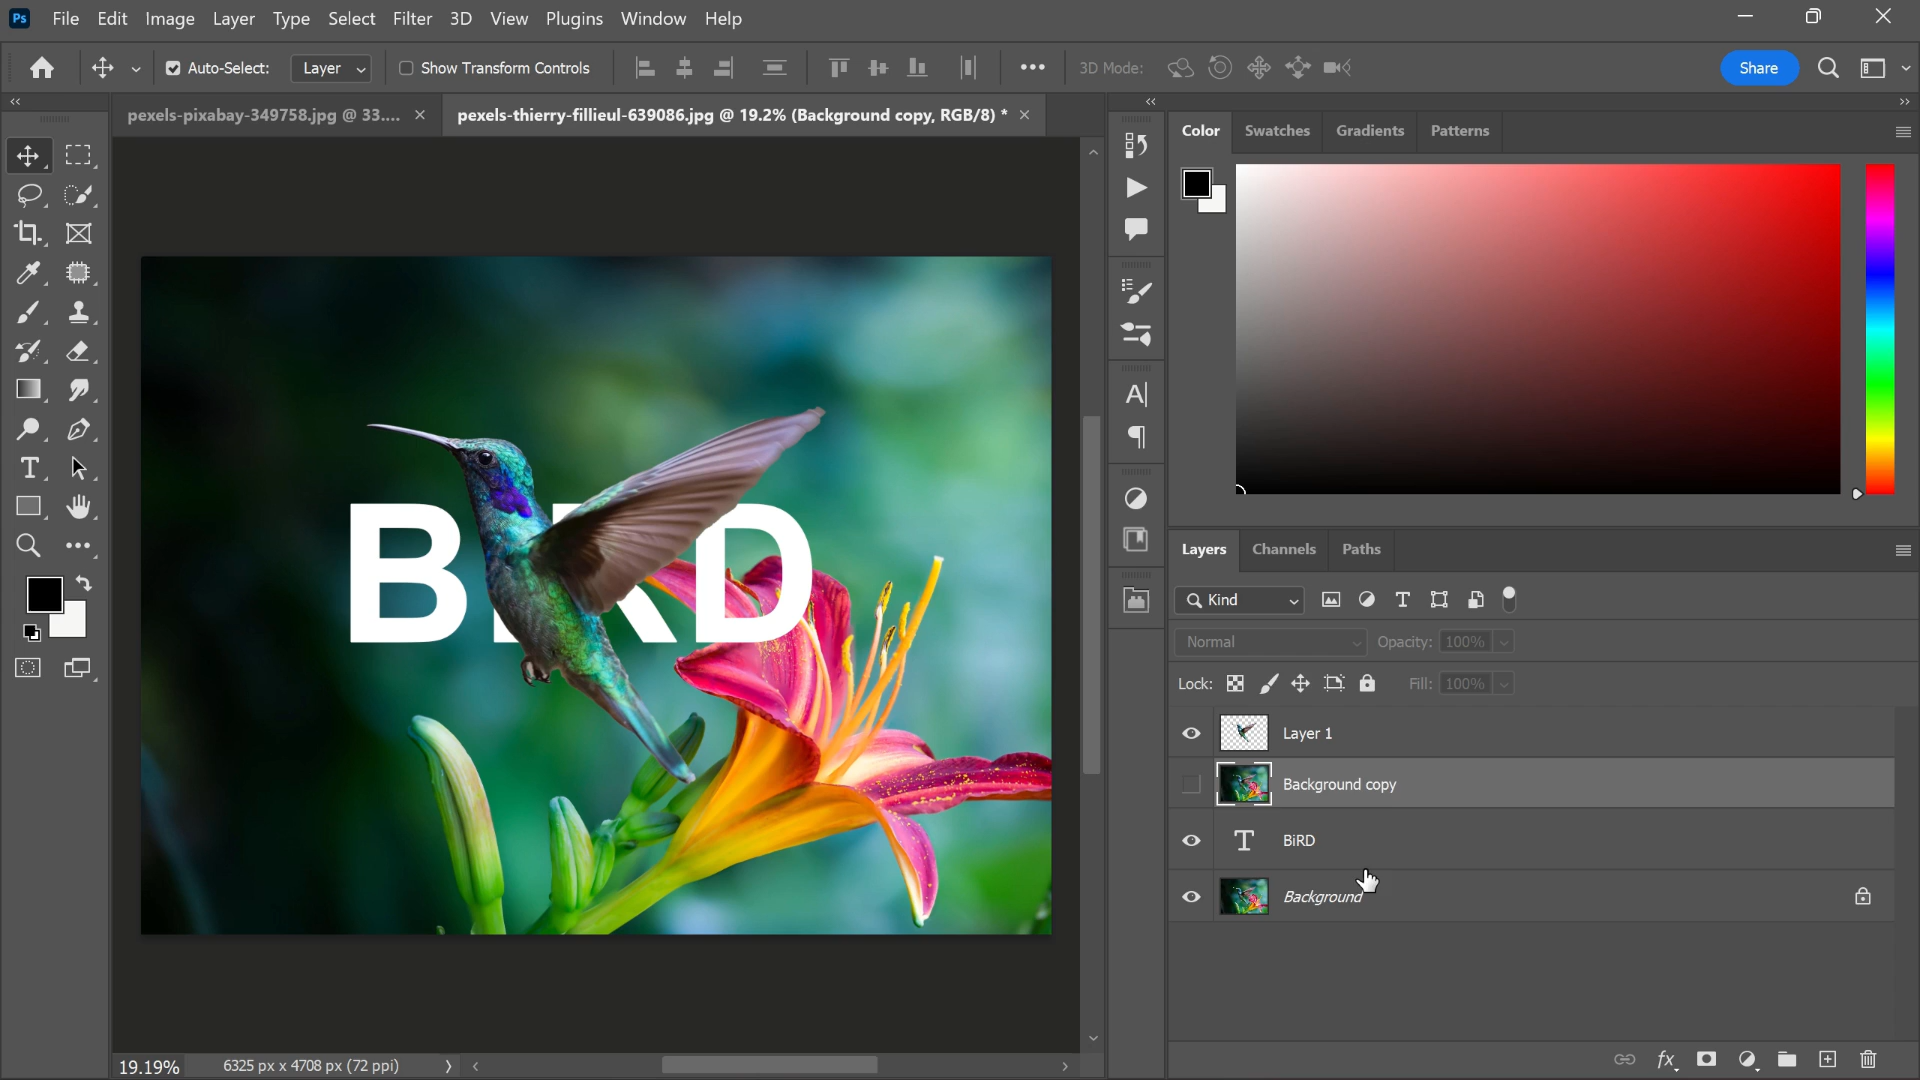 Ps File Edit Image Layer Type Select Filter 3D View Plugins Window Help
Auto-Select: Layer Show Transform Controls 3D Mode: Share
pexels-pixabay-349758.jpg @ 33.... × pexels-thierry-fillieul-639086.jpg @ 19.2% (Background copy, RGB/8) * ×
Color Swatches Gradients Patterns
BiRD
Layers Channels Paths
Kind
Normal Opacity: 100%
Lock: Fill: 100%
Layer 1
Background copy
BiRD
Background
19.19% 6325 px x 4708 px (72 ppi)